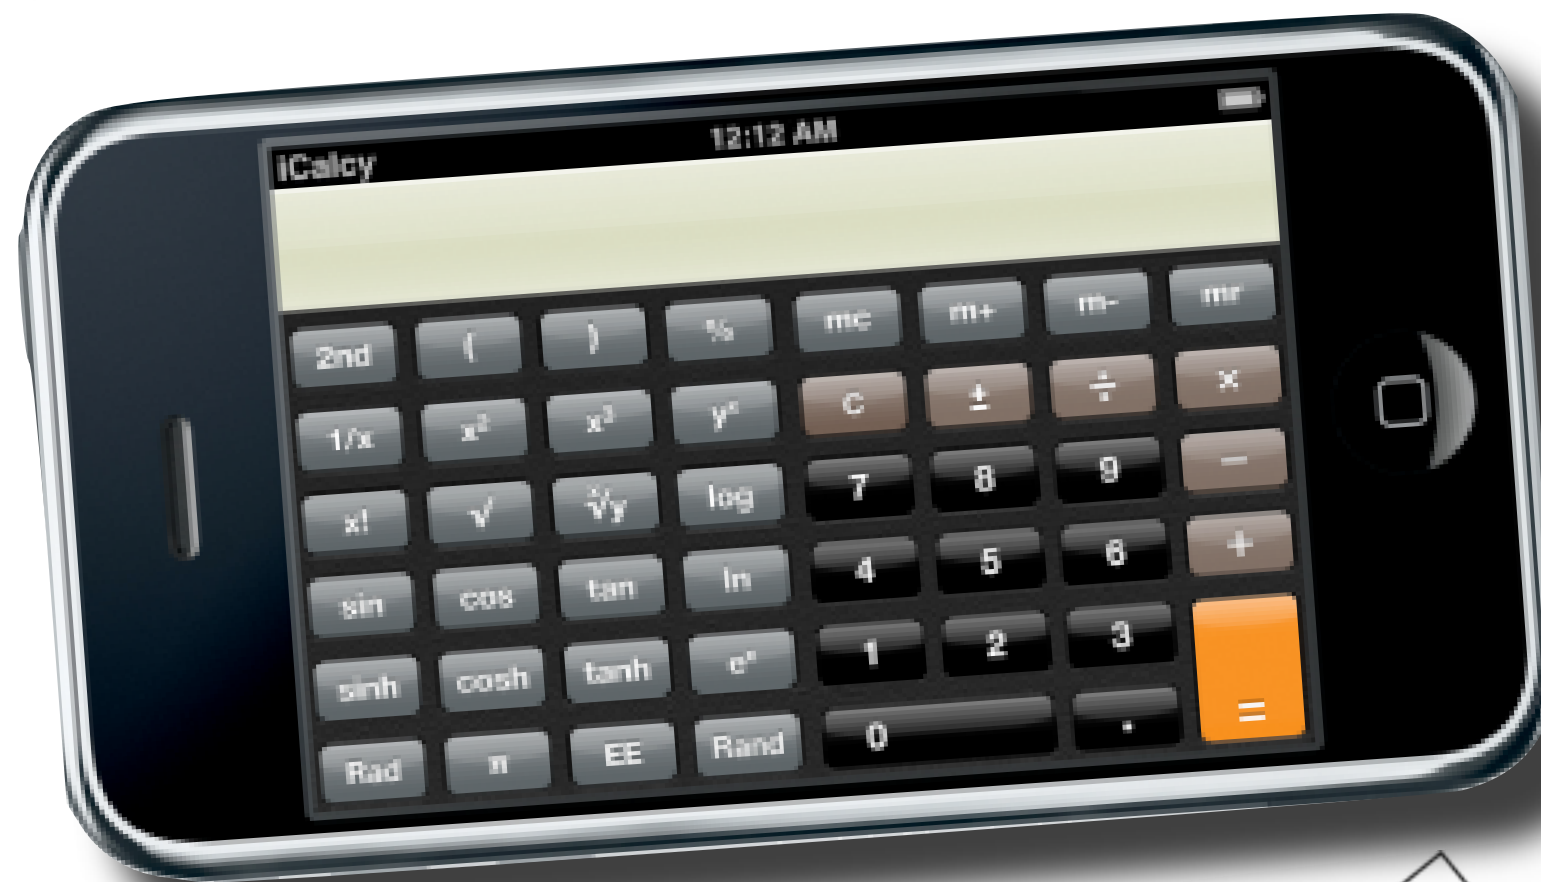 12:12 AM
iCalcy
2nd ( ) % mc m+ m- mr
1/x x² x³ yˣ C ± ÷ ×
x! √ ˣ√y log 7 8 9 −
sin cos tan ln 4 5 6 +
sinh cosh tanh eˣ 1 2 3
Rad π EE Rand 0 . =